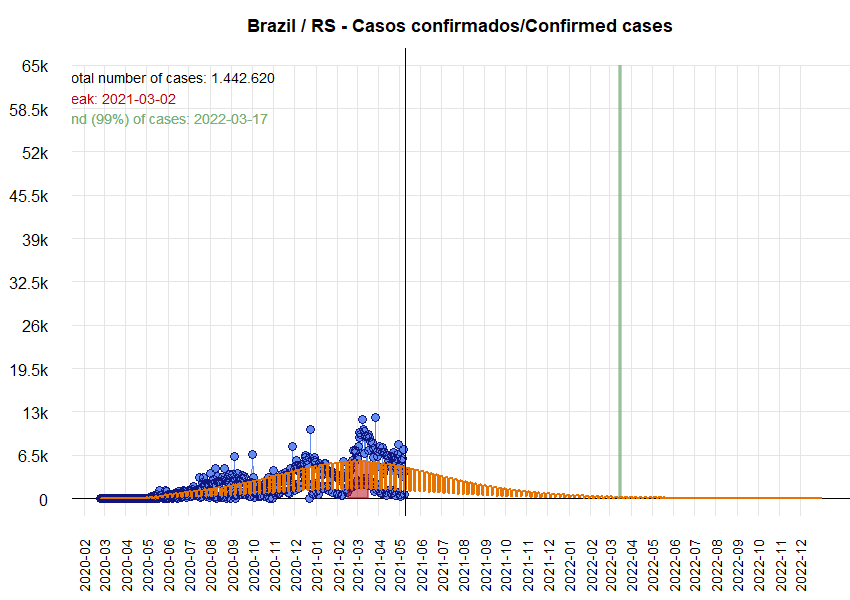 Brazil / RS - Casos confirmados/Confirmed cases
65k
otal number of cases: 1.442.620
eak: 2021-03-02
58.5k
nd (99%) of cases: 2022-03-17
52k
45.5k
39k
32.5k
26k
19.5k
13k
6.5k
0
2020-02
2020-03
2020-04
2020-05
2020-06
2020-07
2020-08
2020-09
2020-10
2020-11
2020-12
2021-01
2021-02
2021-03
2021-04
2021-05
2021-06
2021-07
2021-08
2021-09
2021-10
2021-11
2021-12
2022-01
2022-02
2022-03
2022-04
2022-05
2022-06
2022-07
2022-08
2022-09
2022-10
2022-11
2022-12